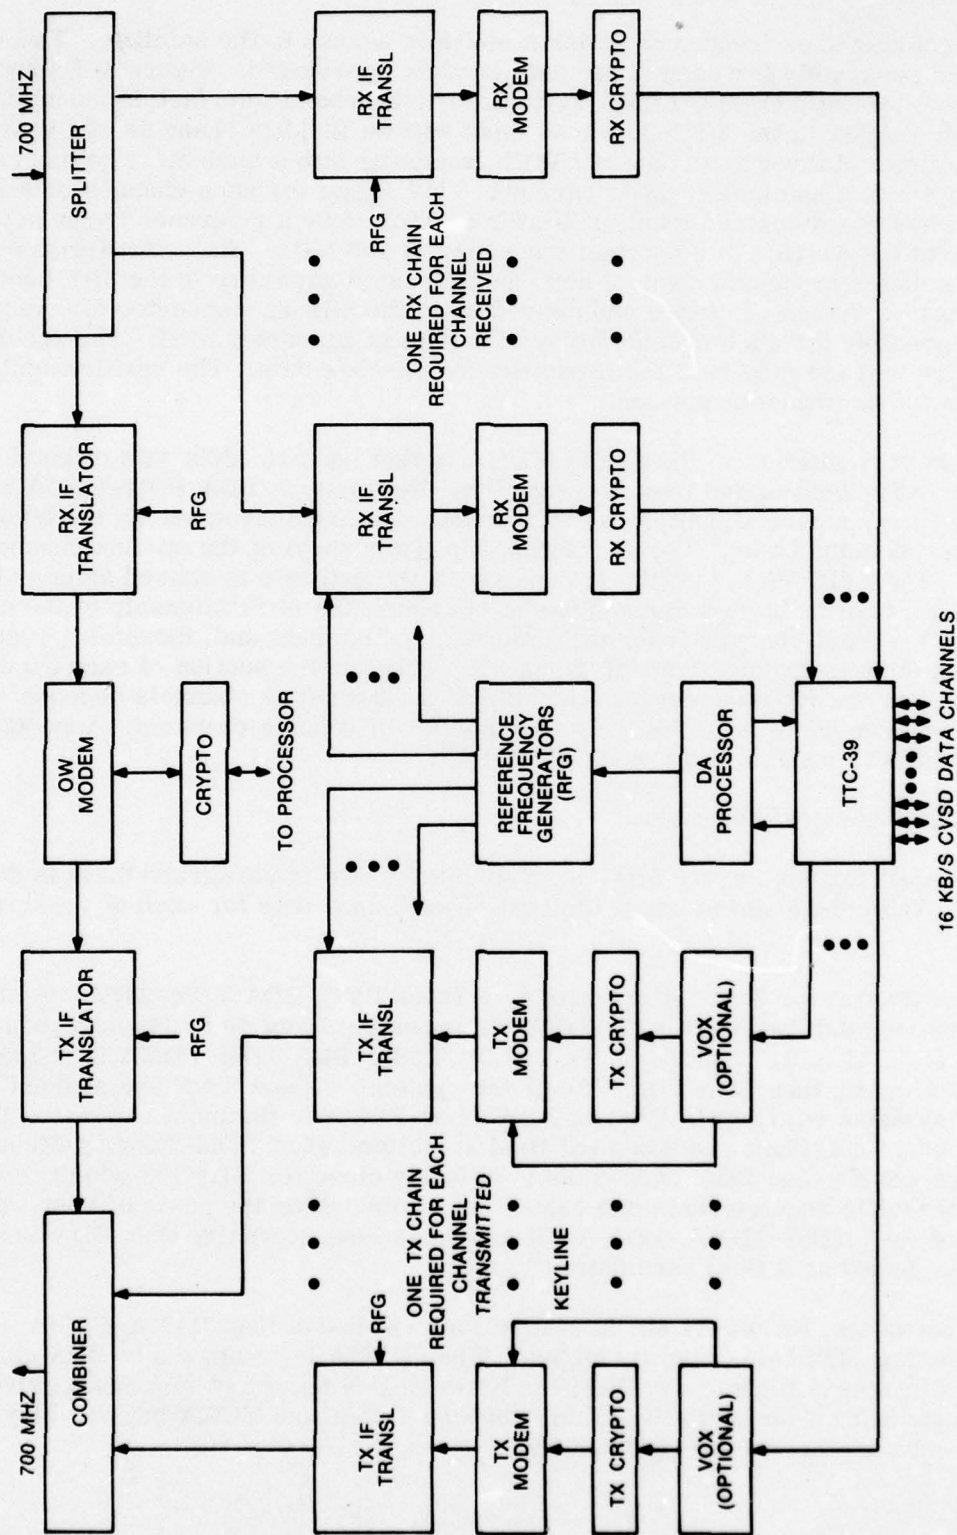 700 MHZ
700 MHZ
COMBINER
TX IF
TRANSLATOR
OW
MODEM
RX IF
TRANSLATOR
SPLITTER
RFG
CRYPTO
RFG
TO PROCESSOR
TX IF
TRANSL
RFG
ONE TX CHAIN
REQUIRED FOR EACH
CHANNEL
TRANSMITTED
TX IF
TRANSL
RX IF
TRANSL
ONE RX CHAIN
REQUIRED FOR EACH
CHANNEL
RECEIVED
RFG
RX IF
TRANSL
TX
MODEM
TX
MODEM
REFERENCE
FREQUENCY
GENERATORS
(RFG)
RX
MODEM
RX
MODEM
KEYLINE
TX CRYPTO
TX CRYPTO
RX CRYPTO
RX CRYPTO
VOX
(OPTIONAL)
VOX
(OPTIONAL)
DA
PROCESSOR
TTC-39
16 KB/S CVSD DATA CHANNELS